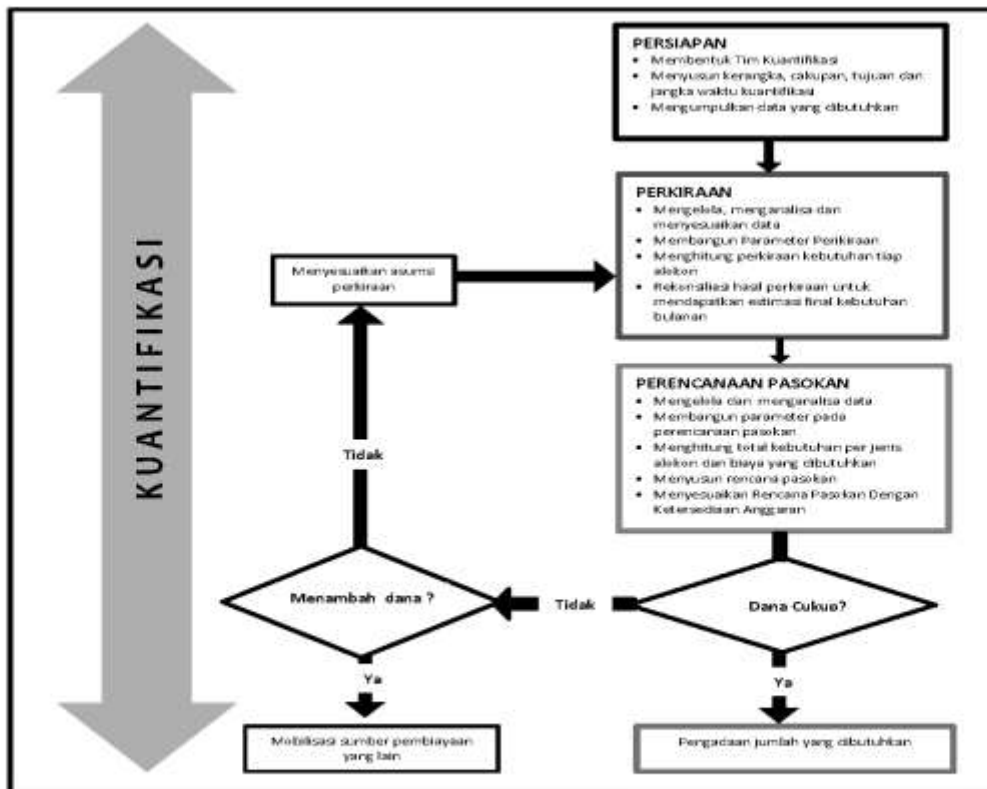 KUANTIFIKASI
PERSIAPAN
• Membentuk Tim Kuantifikasi
• Menyusun kerangka, cakupan, tujuan dan
jangka waktu kuantifikasi
• Mengumpulkan data yang dibutuhkan
PERKIRAAN
• Mengelola, menganalisa dan
menyesuaikan data
• Membangun Parameter Perikiraan
• Menghitung perkiraan kebutuhan tiap
alokon
• Rekonsiliasi hasil perkiraan untuk
mendapatkan estimasi final kebutuhan
bulanan
Menyesuaikan asumsi
perkiraan
PERENCANAAN PASOKAN
• Mengelola dan menganalisa data
• Membangun parameter pada
perencanaan pasokan
• Menghitung total kebutuhan per jenis
alokon dan biaya yang dibutuhkan
• Menyusun rencana pasokan
• Menyesuaikan Rencana Pasokan Dengan
Ketersediaan Anggaran
Tidak
Menambah dana ?
Tidak
Dana Cukup?
Ya
Ya
Mobilisasi sumber pembiayaan
yang lain
Pengadaan jumlah yang dibutuhkan